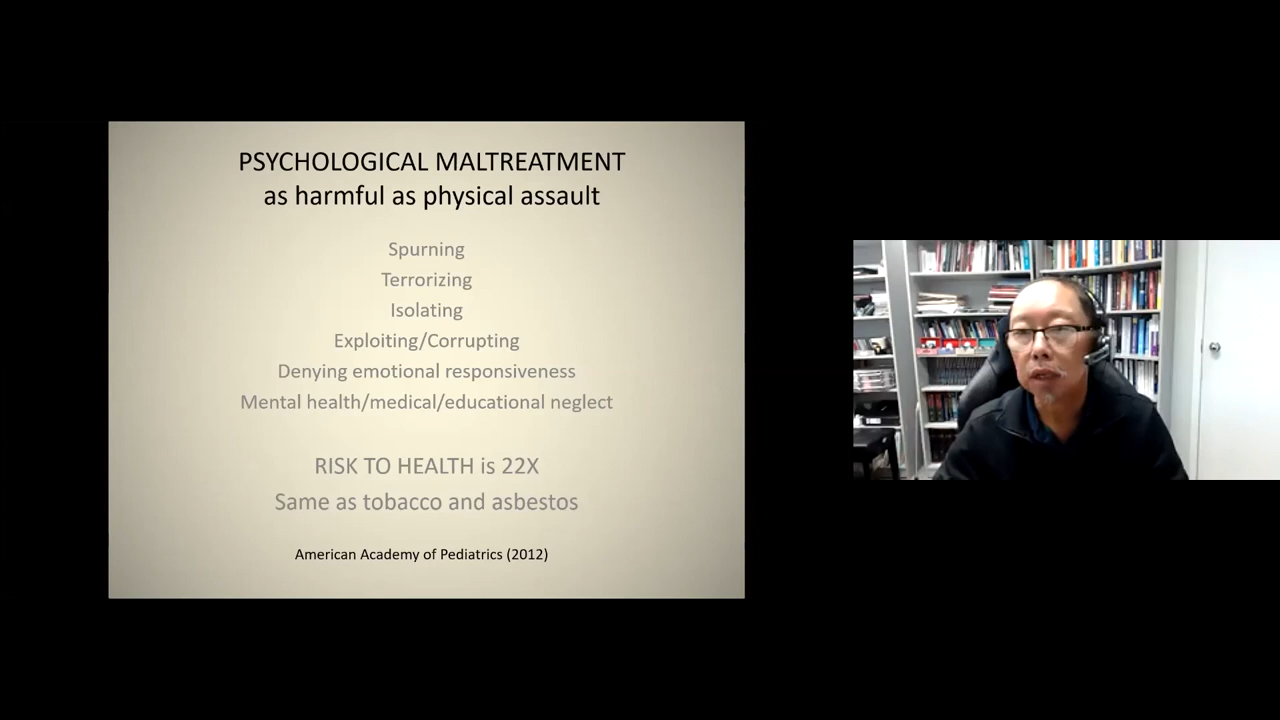 PSYCHOLOGICAL MALTREATMENT
as harmful as physical assault
Spurning
Terrorizing
Isolating
Exploiting/Corrupting
Denying emotional responsiveness
Mental health/medical/educational neglect
RISK TO HEALTH is 22X
Same as tobacco and asbestos
American Academy of Pediatrics (2012)